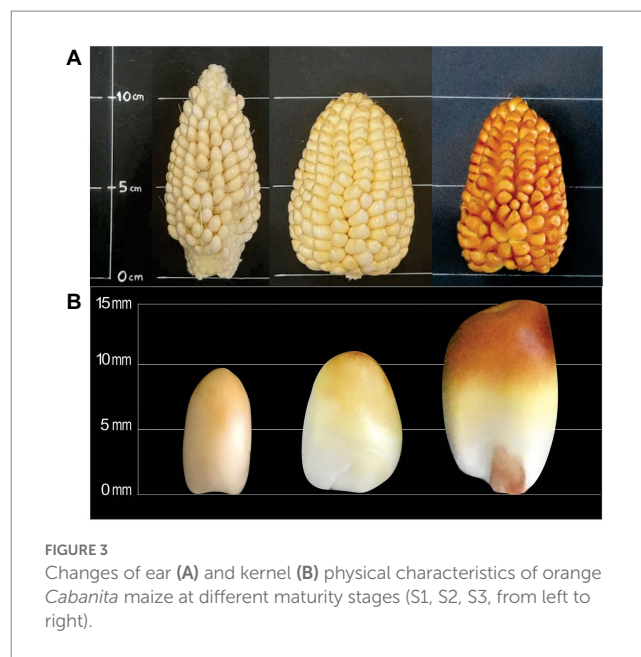 A
10 cm
5 cm
0 cm
B
15 mm
10 mm
5 mm
0 mm
FIGURE 3
Changes of ear (A) and kernel (B) physical characteristics of orange
Cabanita maize at different maturity stages (S1, S2, S3, from left to
right).